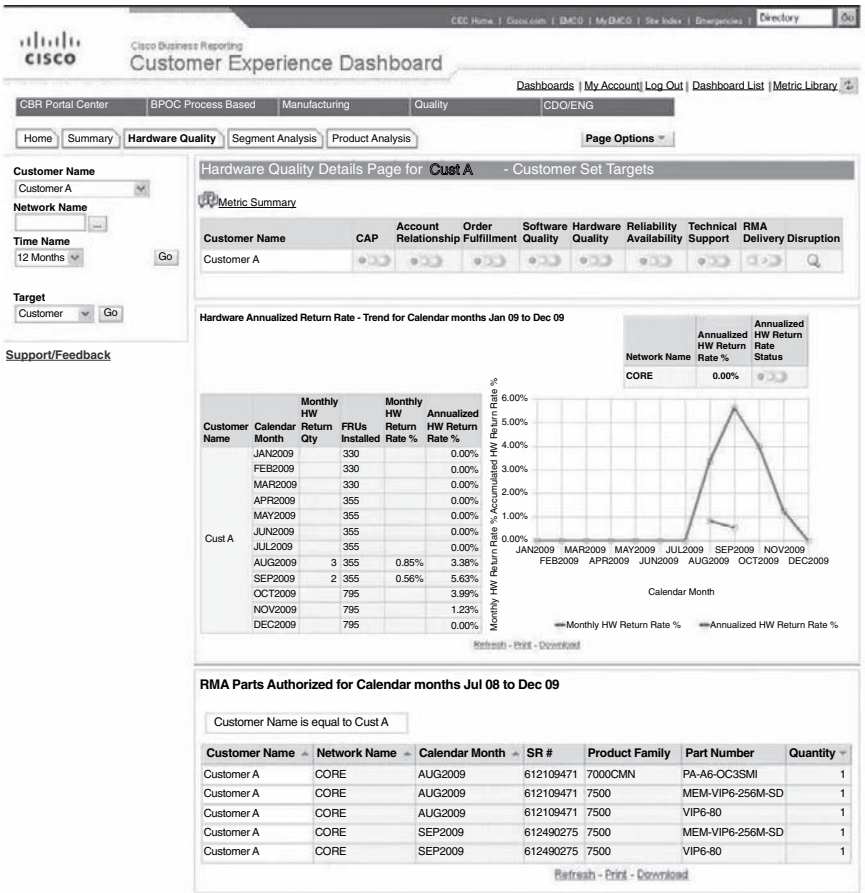 CEC Home | Cisco.com | EMCO | MyEMCO | Site Index | Emergencies | Directory Go
CISCO
Cisco Business Reporting
Customer Experience Dashboard
Dashboards | My Account| Log Out | Dashboard List | Metric Library
CBR Portal Center BPOC Process Based Manufacturing Quality CDO/ENG
Home Summary Hardware Quality Segment Analysis Product Analysis Page Options
Customer Name
Customer A
Network Name
...
Time Name
12 Months Go
Target
Customer Go
Support/Feedback
Hardware Quality Details Page for Cust A - Customer Set Targets
Metric Summary
Customer Name CAP Account Relationship Order Fulfillment Software Quality Hardware Quality Reliability Availability Technical Support RMA Delivery Disruption
Customer A
Hardware Annualized Return Rate - Trend for Calendar months Jan 09 to Dec 09
Network Name Annualized HW Return Rate % Annualized HW Return Rate Status
CORE 0.00%
Customer Name Calendar Month Monthly HW Return Qty FRUs Installed Monthly HW Return Rate % Annualized HW Return Rate %
Cust A
JAN2009 330 0.00%
FEB2009 330 0.00%
MAR2009 330 0.00%
APR2009 355 0.00%
MAY2009 355 0.00%
JUN2009 355 0.00%
JUL2009 355 0.00%
AUG2009 3 355 0.85% 3.38%
SEP2009 2 355 0.56% 5.63%
OCT2009 795 3.99%
NOV2009 795 1.23%
DEC2009 795 0.00%
Monthly HW Return Rate % Accumulated HW Return Rate %
6.00%
5.00%
4.00%
3.00%
2.00%
1.00%
0.00%
JAN2009 MAR2009 MAY2009 JUL2009 SEP2009 NOV2009
FEB2009 APR2009 JUN2009 AUG2009 OCT2009 DEC2009
Calendar Month
Monthly HW Return Rate % Annualized HW Return Rate %
Refresh - Print - Download
RMA Parts Authorized for Calendar months Jul 08 to Dec 09
Customer Name is equal to Cust A
Customer Name Network Name Calendar Month SR # Product Family Part Number Quantity
Customer A CORE AUG2009 612109471 7000CMN PA-A6-OC3SMI 1
Customer A CORE AUG2009 612109471 7500 MEM-VIP6-256M-SD 1
Customer A CORE AUG2009 612109471 7500 VIP6-80 1
Customer A CORE SEP2009 612490275 7500 MEM-VIP6-256M-SD 1
Customer A CORE SEP2009 612490275 7500 VIP6-80 1
Refresh - Print - Download